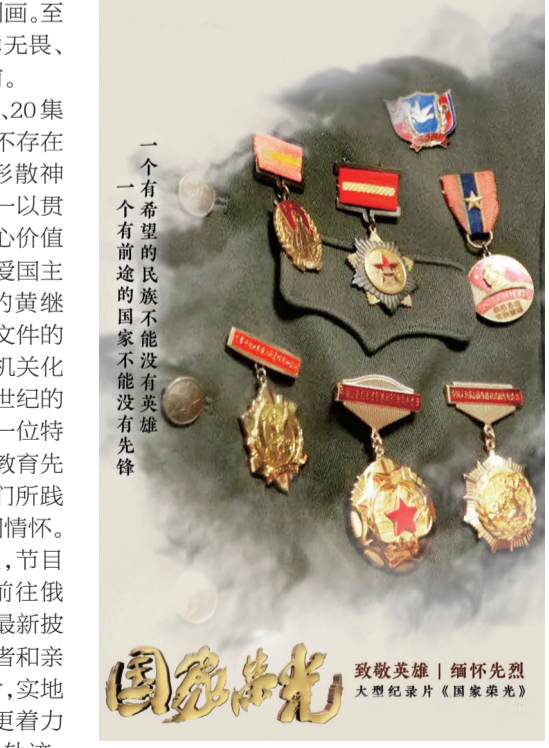 画。至
无畏、
、20集
不存在
形散神
一以贯
心价值
爱国主
的黄继
文件的
机关化
世纪的
一位特
教育先
们所践
情怀。
,节目
前往俄
最新披
者和亲
,实地
更着力
一个有希望的民族不能没有英雄
一个有前途的国家不能没有先锋
国家荣光
致敬英雄 | 缅怀先烈
大型纪录片《国家荣光》